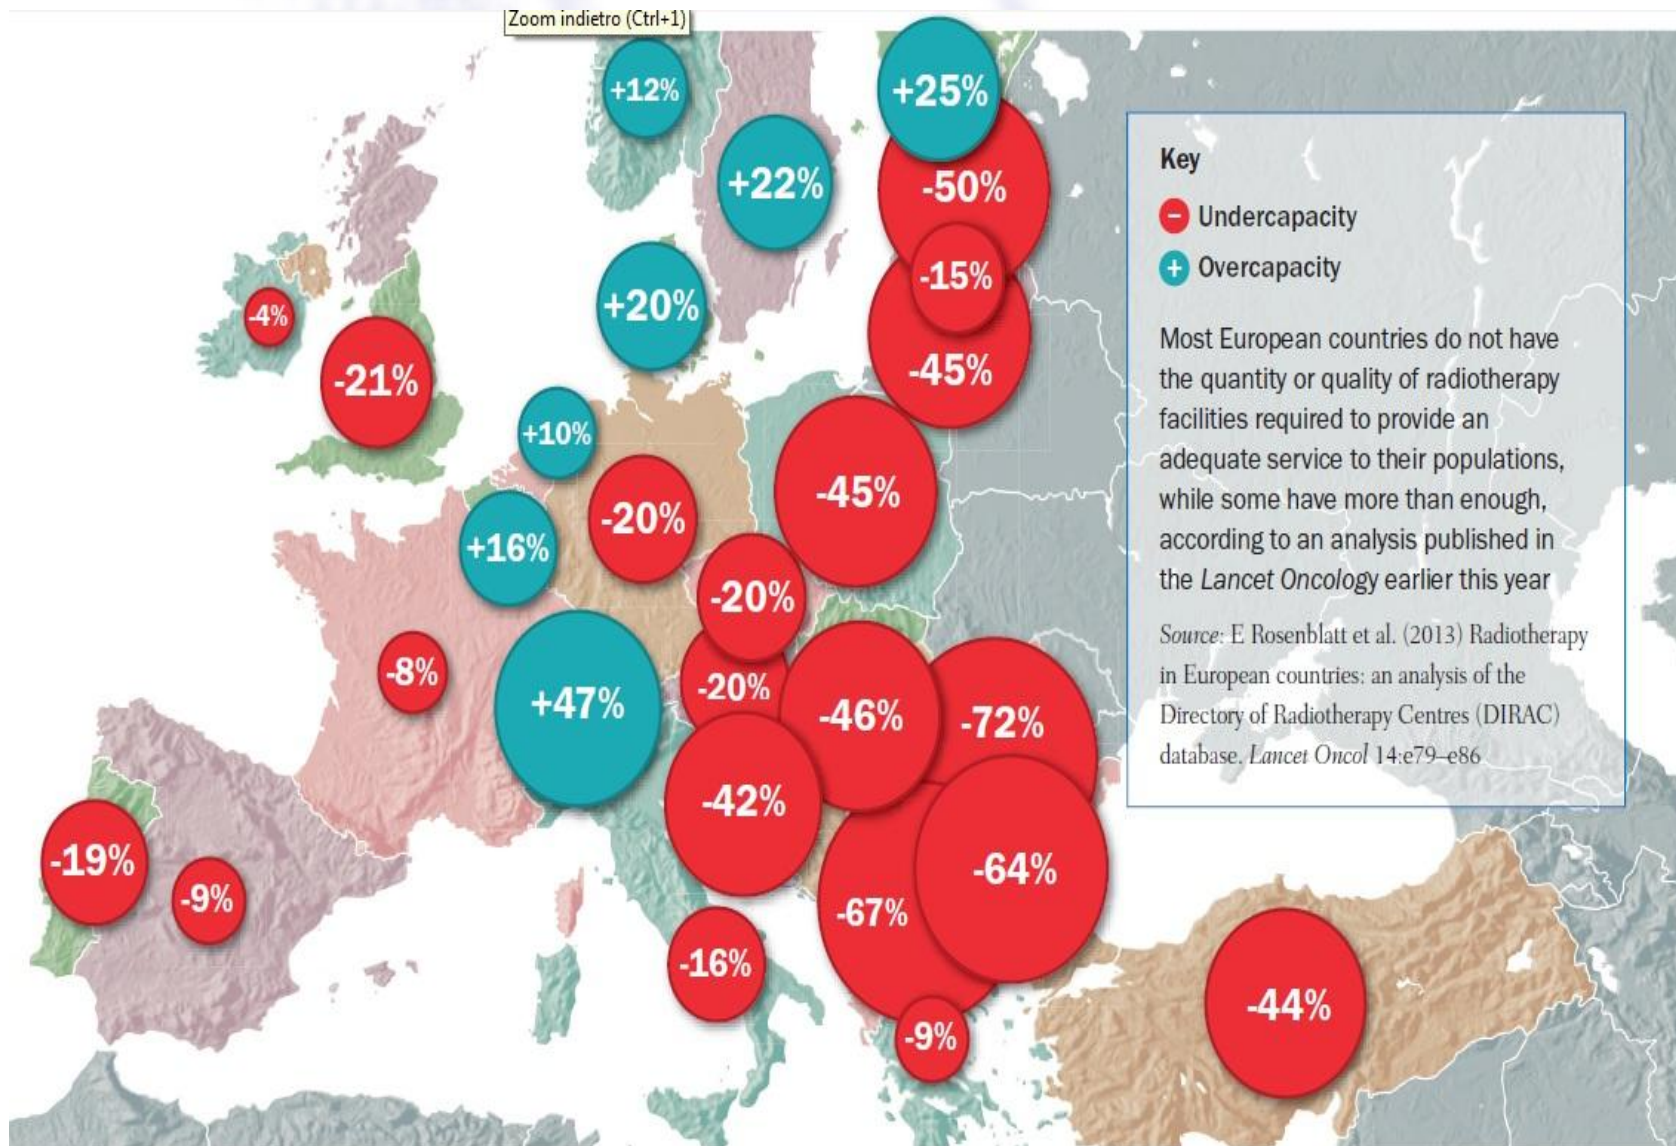 Zoom indietro (Ctrl+1)
+12%
+25%
+22%
-50%
-15%
+20%
-4%
-21%
-45%
+10%
-45%
-20%
+16%
-20%
-8%
-20%
+47%
-46%
-72%
-42%
-19%
-9%
-67%
-64%
-16%
-9%
-44%
Key
- Undercapacity
+ Overcapacity
Most European countries do not have
the quantity or quality of radiotherapy
facilities required to provide an
adequate service to their populations,
while some have more than enough,
according to an analysis published in
the Lancet Oncology earlier this year
Source: E Rosenblatt et al. (2013) Radiotherapy
in European countries: an analysis of the
Directory of Radiotherapy Centres (DIRAC)
database. Lancet Oncol 14:e79–e86